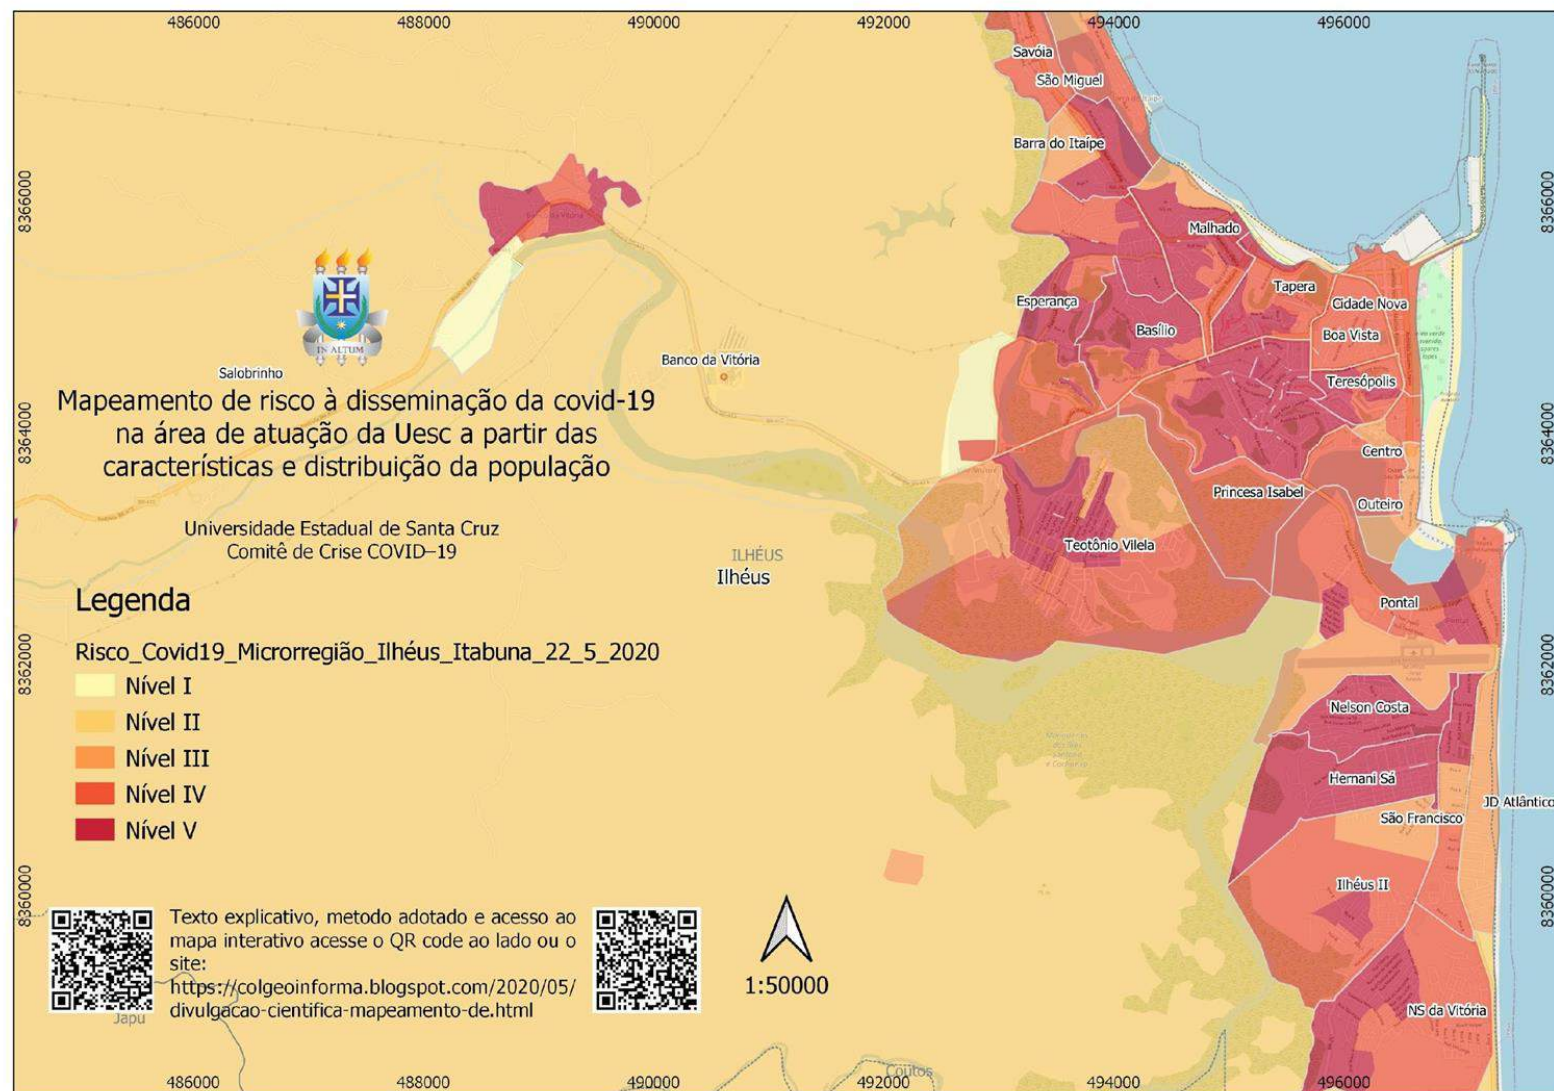 486000
488000
490000
492000
494000
496000
Savóia
São Miguel
Barra do Itaípe
8366000
8366000
Malhado
Esperança
Tapera
Cidade Nova
Basílio
Boa Vista
IN ALTUM
Banco da Vitória
Salobrinho
Teresópolis
Mapeamento de risco à disseminação da covid-19
na área de atuação da Uesc a partir das
características e distribuição da população
8364000
8364000
Centro
Princesa Isabel
Outeiro
Universidade Estadual de Santa Cruz
Comitê de Crise COVID–19
Teotônio Vilela
ILHÉUS
Ilhéus
Legenda
Pontal
Risco_Covid19_Microrregião_Ilhéus_Itabuna_22_5_2020
8362000
8362000
Nível I
Nível II
Nível III
Nível IV
Nível V
Nelson Costa
Hernani Sá
JD Atlântico
São Francisco
Ilhéus II
8360000
8360000
Texto explicativo, metodo adotado e acesso ao
mapa interativo acesse o QR code ao lado ou o
site:
https://colgeoinforma.blogspot.com/2020/05/
divulgacao-cientifica-mapeamento-de.html
1:50000
Japu
NS da Vitória
Coutos
486000
488000
490000
492000
494000
496000